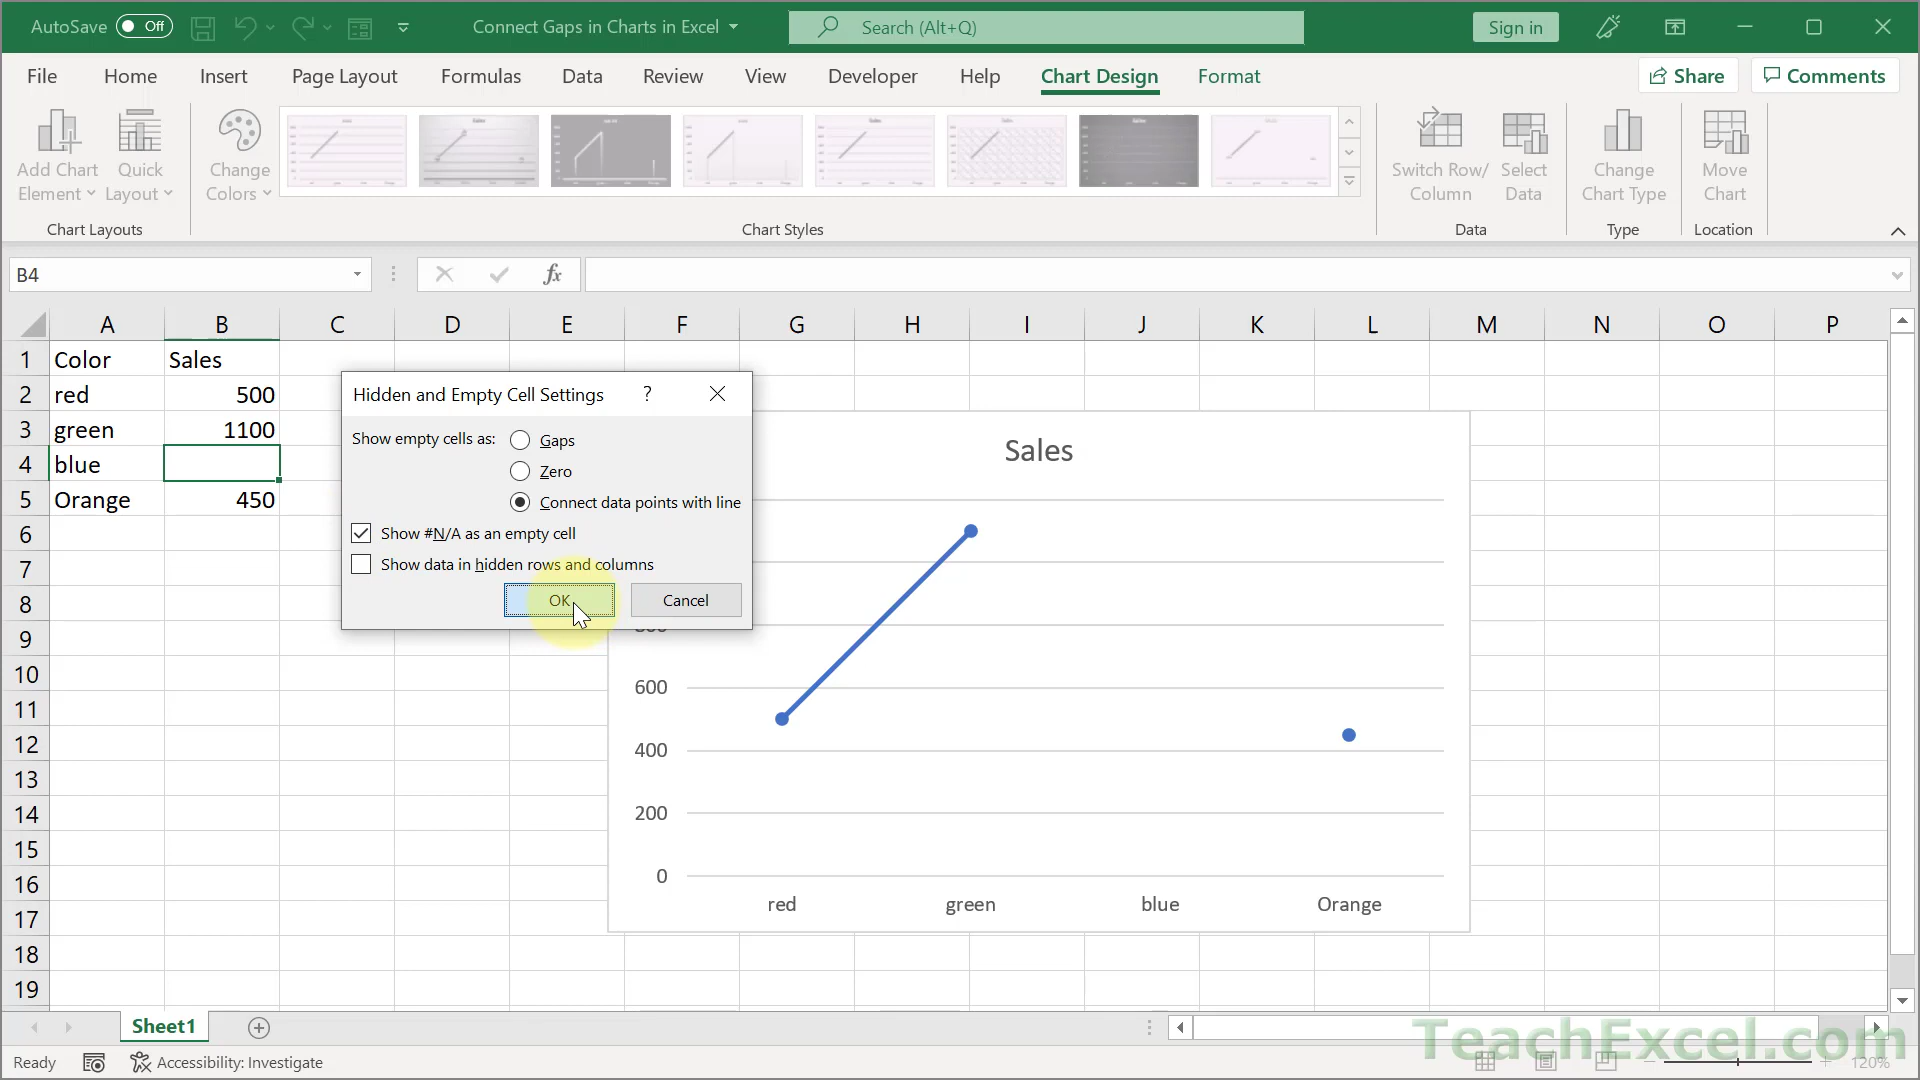 AutoSave Off Connect Gaps in Charts in Excel Search (Alt+Q) Sign in
File Home Insert Page Layout Formulas Data Review View Developer Help Chart Design Format Share Comments
Add Chart Element Quick Layout Change Colors Switch Row/ Column Select Data Change Chart Type Move Chart
Chart Layouts Chart Styles Data Type Location
B4 fx
A B C D E F G H I J K L M N O P
1 Color Sales
2 red 500
3 green 1100
4 blue
5 Orange 450
6
7
8
9
10
11
12
13
14
15
16
17
18
19
Hidden and Empty Cell Settings ?
Show empty cells as: Gaps
Zero
Connect data points with line
Show #N/A as an empty cell
Show data in hidden rows and columns
OK Cancel
Sales
600
400
200
0
red green blue Orange
Sheet1
Ready Accessibility: Investigate 120%
TeachExcel.com